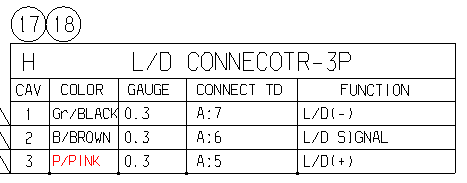 17 18
H L/D CONNECOTR-3P
CAV COLOR GAUGE CONNECT TO FUNCTION
1 Gr/BLACK 0.3 A:7 L/D(-)
2 B/BROWN 0.3 A:6 L/D SIGNAL
3 P/PINK 0.3 A:5 L/D(+)